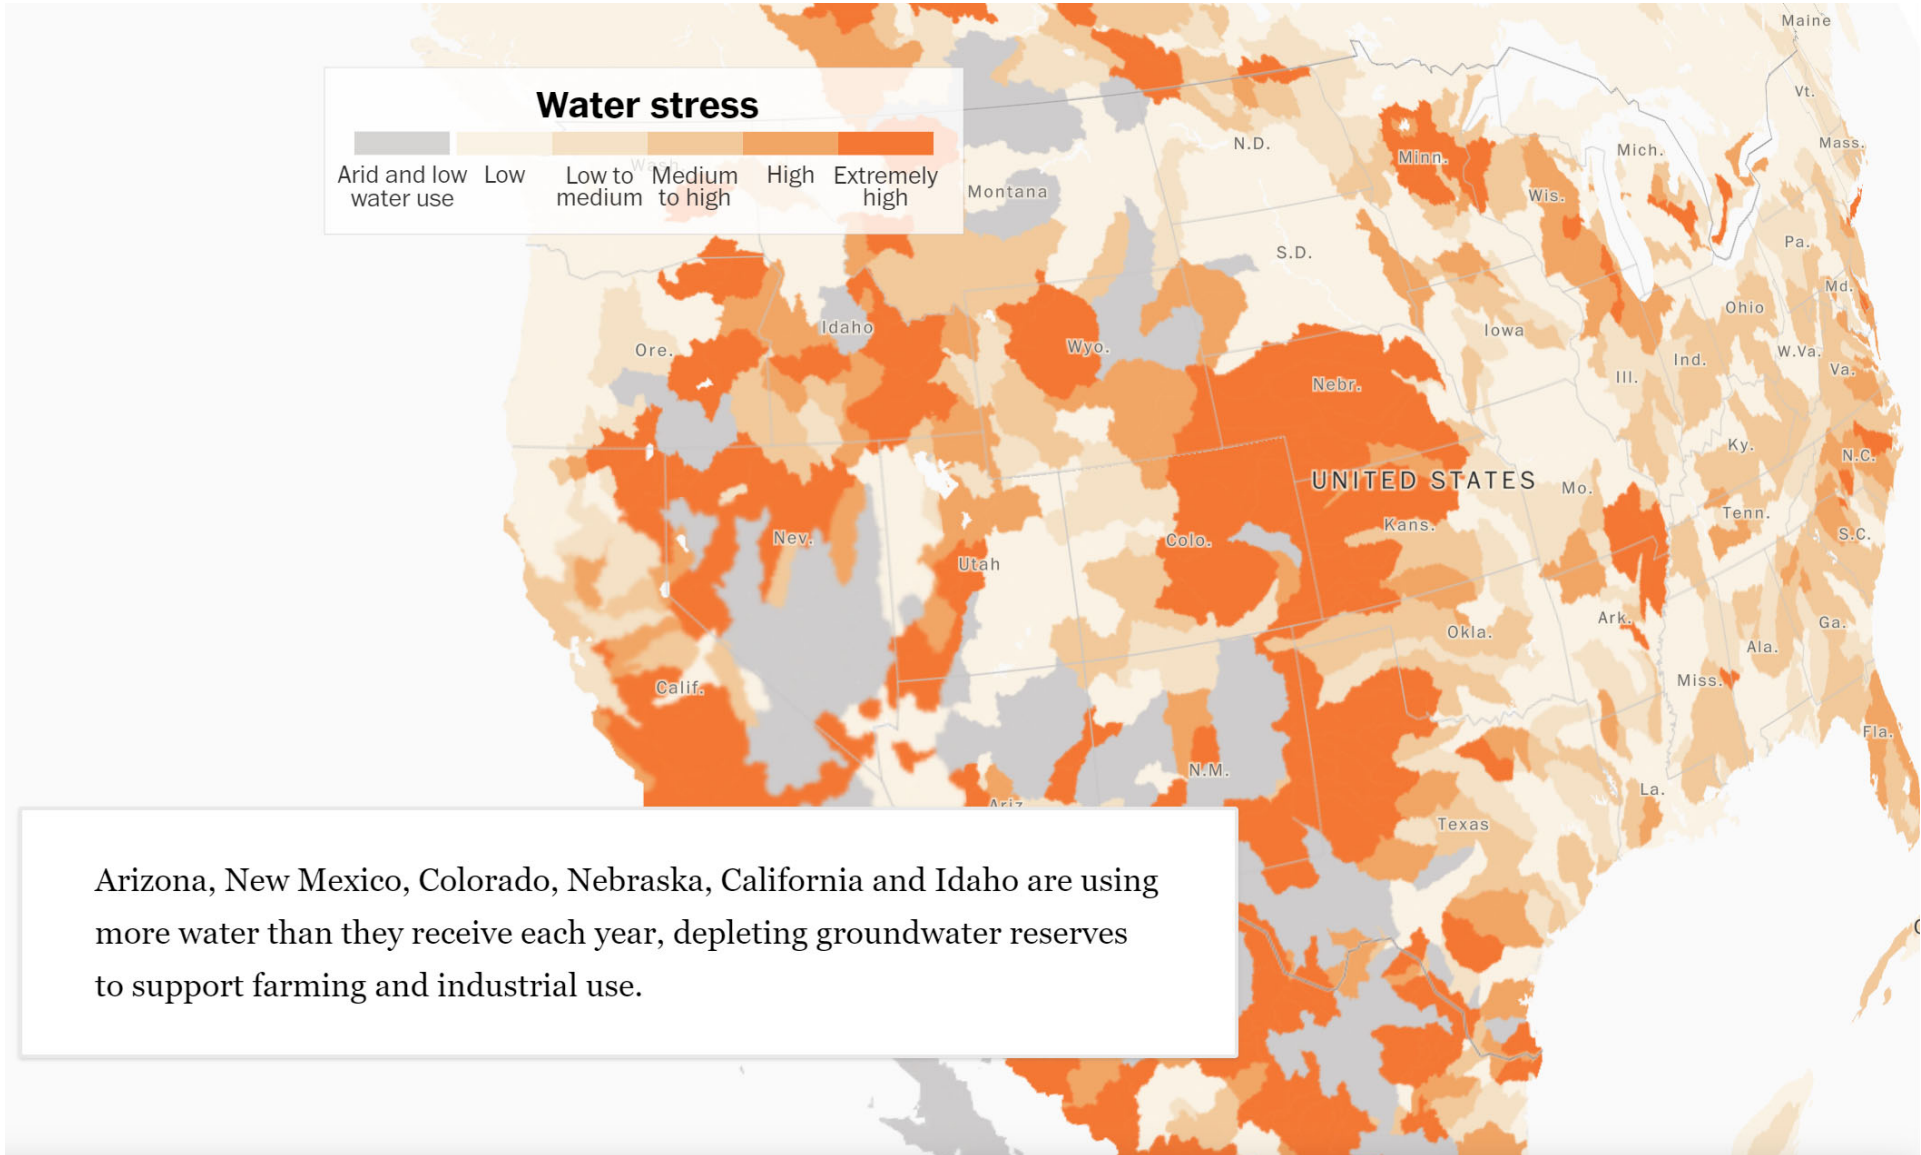 Water stress
Arid and low
water use
Low
Low to
medium
Medium
to high
High
Extremely
high
Wash.
Montana
N.D.
Minn.
Wis.
Mich.
Maine
Vt.
Mass.
S.D.
Idaho
Ore.
Wyo.
Nebr.
Iowa
Ill.
Ind.
Ohio
Pa.
Md.
W.Va.
Va.
Ky.
N.C.
UNITED STATES
Nev.
Utah
Colo.
Kans.
Mo.
Tenn.
S.C.
Calif.
Okla.
Ark.
Miss.
Ala.
Ga.
Fla.
N.M.
Ariz.
Texas
La.
Arizona, New Mexico, Colorado, Nebraska, California and Idaho are using
more water than they receive each year, depleting groundwater reserves
to support farming and industrial use.